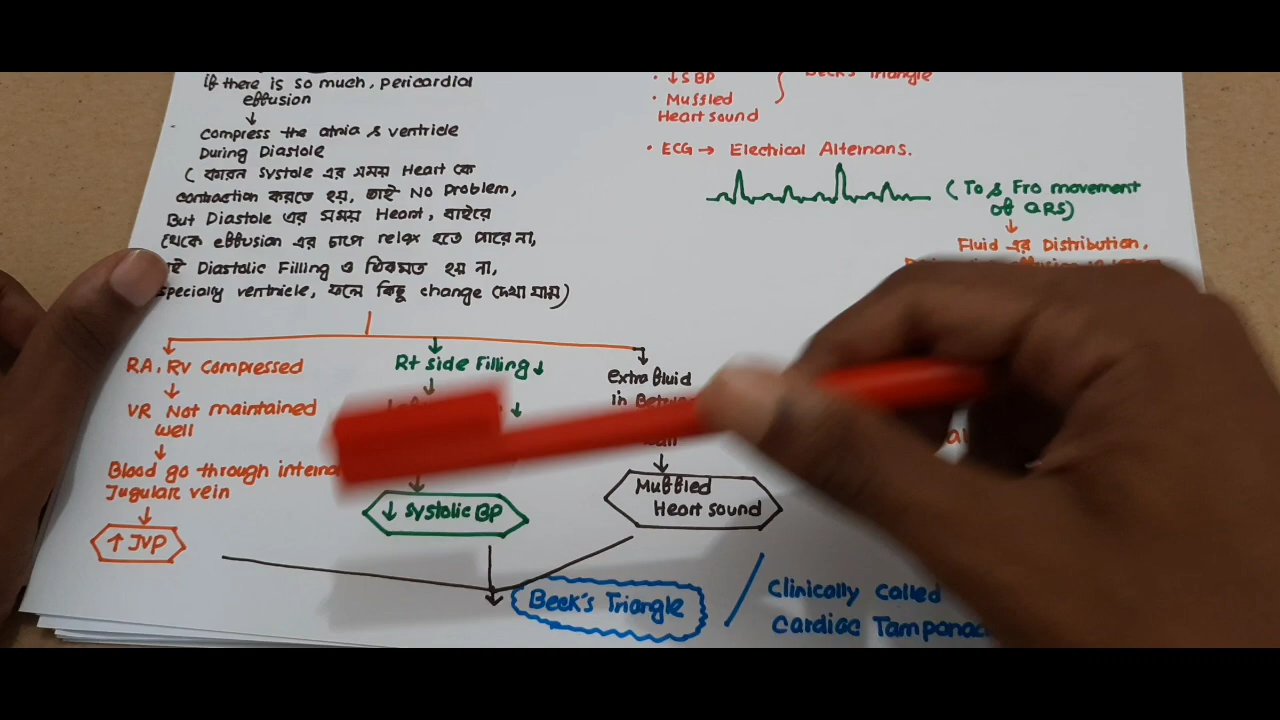 if there is so much, pericardial
effusion
↓
compress the atria & ventricle
During Diastole
( কারন Systole এর সময় Heart কে
contraction করতে হয়, তাই No Problem,
But Diastole এর সময় Heart, বাইরে
থেকে effusion এর চাপে relax হতে পারে না,
Diastolic Filling ও ঠিকমত হয় না,
specially ventricle, ফলে কিছু change দেখা যায়)
RA, RV compressed
↓
VR Not maintained
well
↓
Blood go through
Jugular vein
↓
↑ JVP
Rt side Filling ↓
↓
↓
↓ Systolic BP
Extra fluid
in
↓
Muffled
Heart sound
Beck's Triangle
clinically called
cardiac
• ↓ SBP
• Muffled
Heart sound
Beck's Triangle
• ECG → Electrical Alternans.
( To & Fro movement
of QRS)
↓
Fluid এর Distribution,